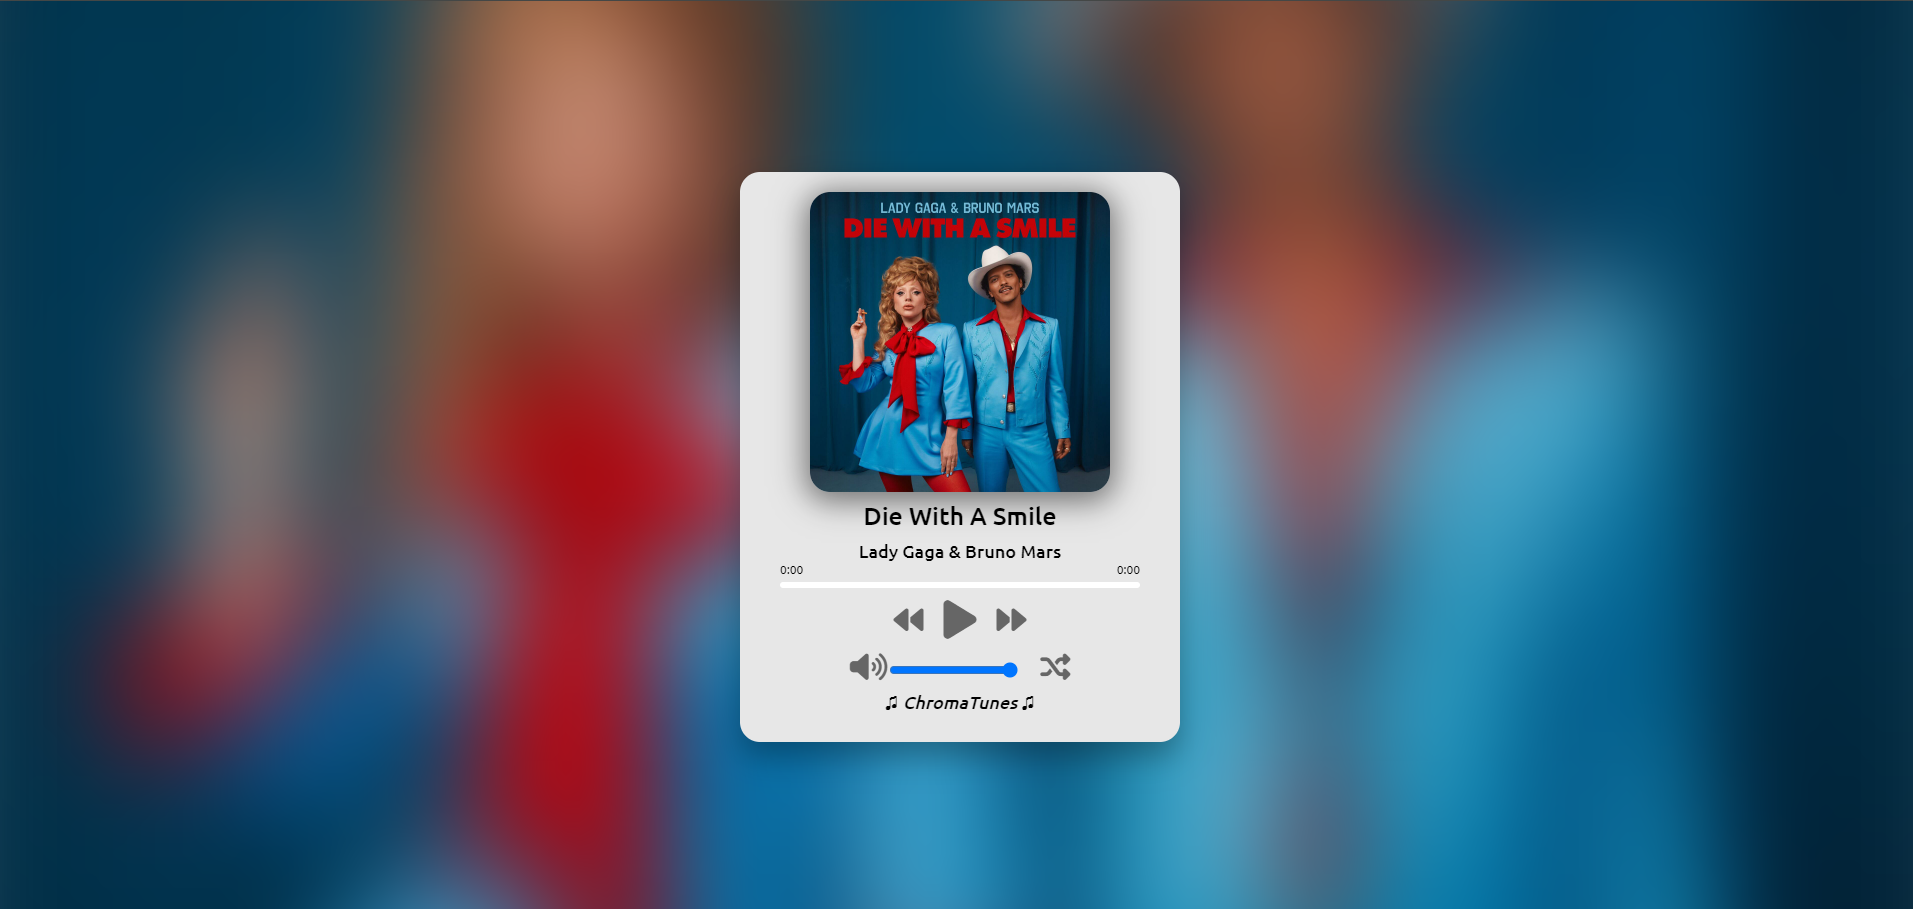 LADY GAGA & BRUNO MARS
DIE WITH A SMILE
Die With A Smile
Lady Gaga & Bruno Mars
0:00 0:00
♫ ChromaTunes ♫